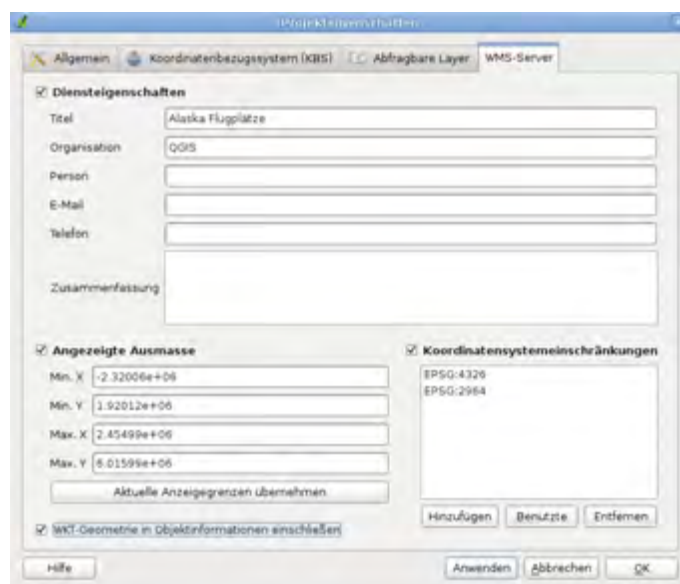 Projekteigenschaften
Allgemein
Koordinatenbezugssystem (KBS)
Abfragbare Layer
WMS-Server
Diensteigenschaften
Titel Alaska Flugplätze
Organisation QGIS
Person
E-Mail
Telefon
Zusammenfassung
Angezeigte Ausmasse
Min. X -2.32006e+06
Min. Y 1.92012e+06
Max. X 2.45499e+06
Max. Y 6.01599e+06
Aktuelle Anzeigegrenzen übernehmen
WKT-Geometrie in Objektinformationen einschließen
Koordinatensystemeinschränkungen
EPSG:4326
EPSG:2964
Hinzufügen
Benutzte
Entfernen
Hilfe
Anwenden
Abbrechen
OK